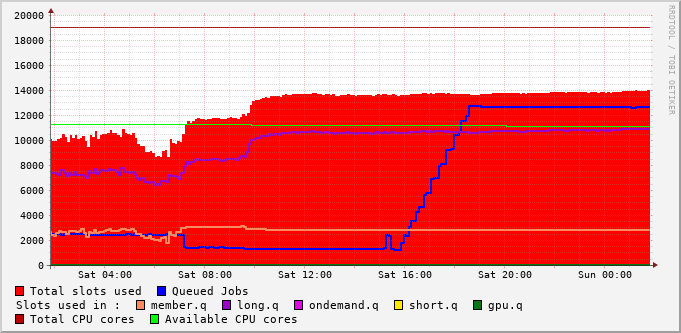 20000
18000
16000
14000
12000
10000
8000
6000
4000
2000
0
Sat 04:00 Sat 08:00 Sat 12:00 Sat 16:00 Sat 20:00 Sun 00:00
RRDTOOL / TOBI OETIKER
Total slots used Queued Jobs
Slots used in : member.q long.q ondemand.q short.q gpu.q
Total CPU cores Available CPU cores